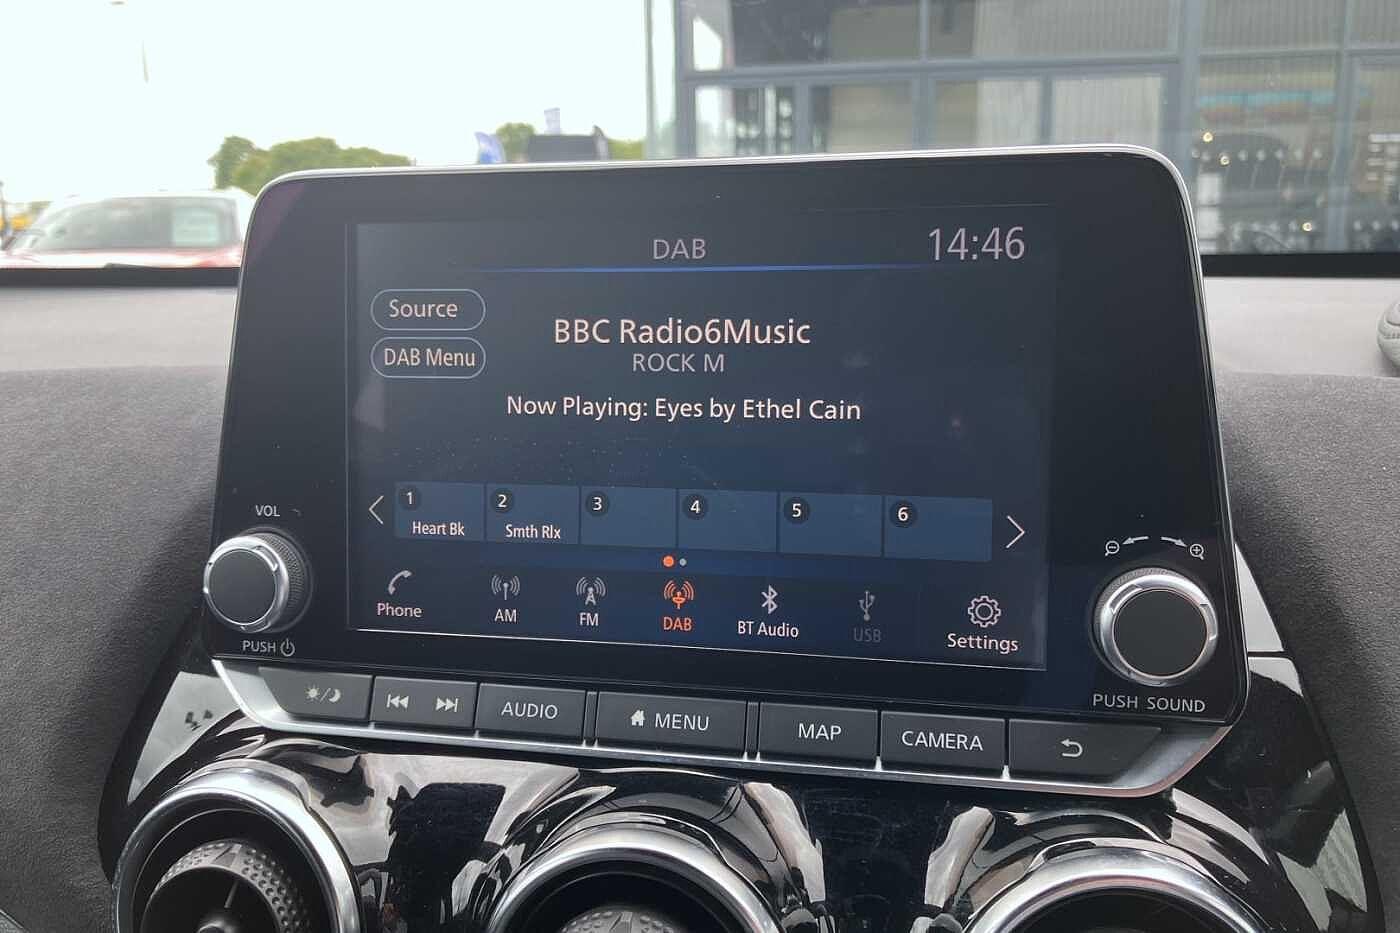 DAB
14:46
Source
BBC Radio6Music
ROCK M
DAB Menu
Now Playing: Eyes by Ethel Cain
1
2
3
4
5
6
Heart Bk
Smth Rlx
VOL
PUSH
Phone
AM
FM
DAB
BT Audio
USB
Settings
PUSH SOUND
AUDIO
MENU
MAP
CAMERA